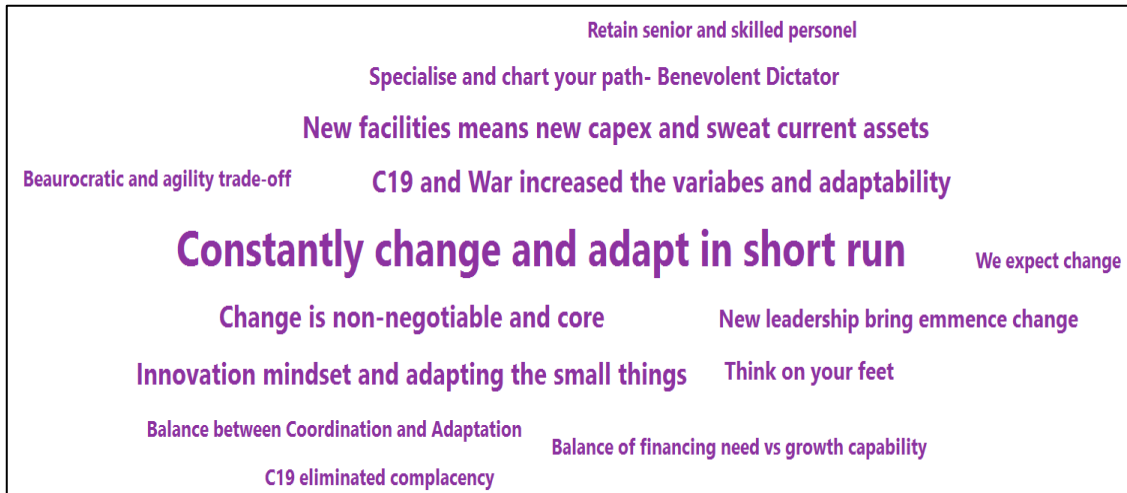 Retain senior and skilled personel
Specialise and chart your path- Benevolent Dictator
New facilities means new capex and sweat current assets
Beaurocratic and agility trade-off
C19 and War increased the variabes and adaptability
Constantly change and adapt in short run
We expect change
Change is non-negotiable and core
New leadership bring emmence change
Innovation mindset and adapting the small things
Think on your feet
Balance between Coordination and Adaptation
Balance of financing need vs growth capability
C19 eliminated complacency